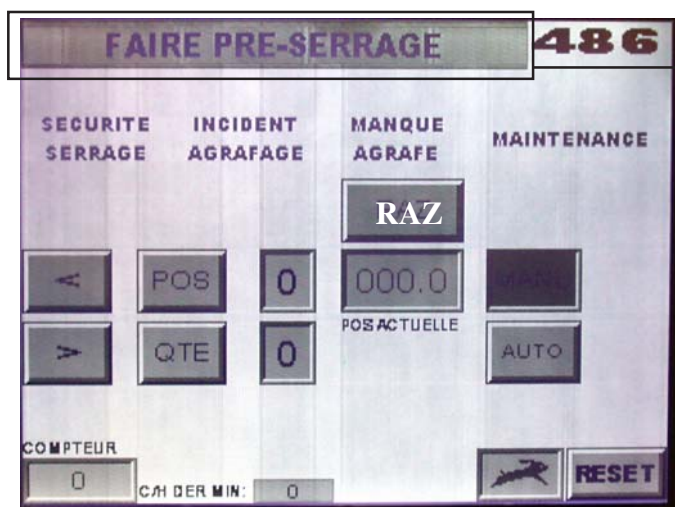 FAIRE PRE-SERRAGE 486
SECURITE SERRAGE
INCIDENT AGRAFAGE
MANQUE AGRAFE
MAINTENANCE
RAZ
< POS 0 000.0 MANU
POS ACTUELLE
> QTE 0 AUTO
COMPTEUR
0
C/H DER MIN: 0
RESET